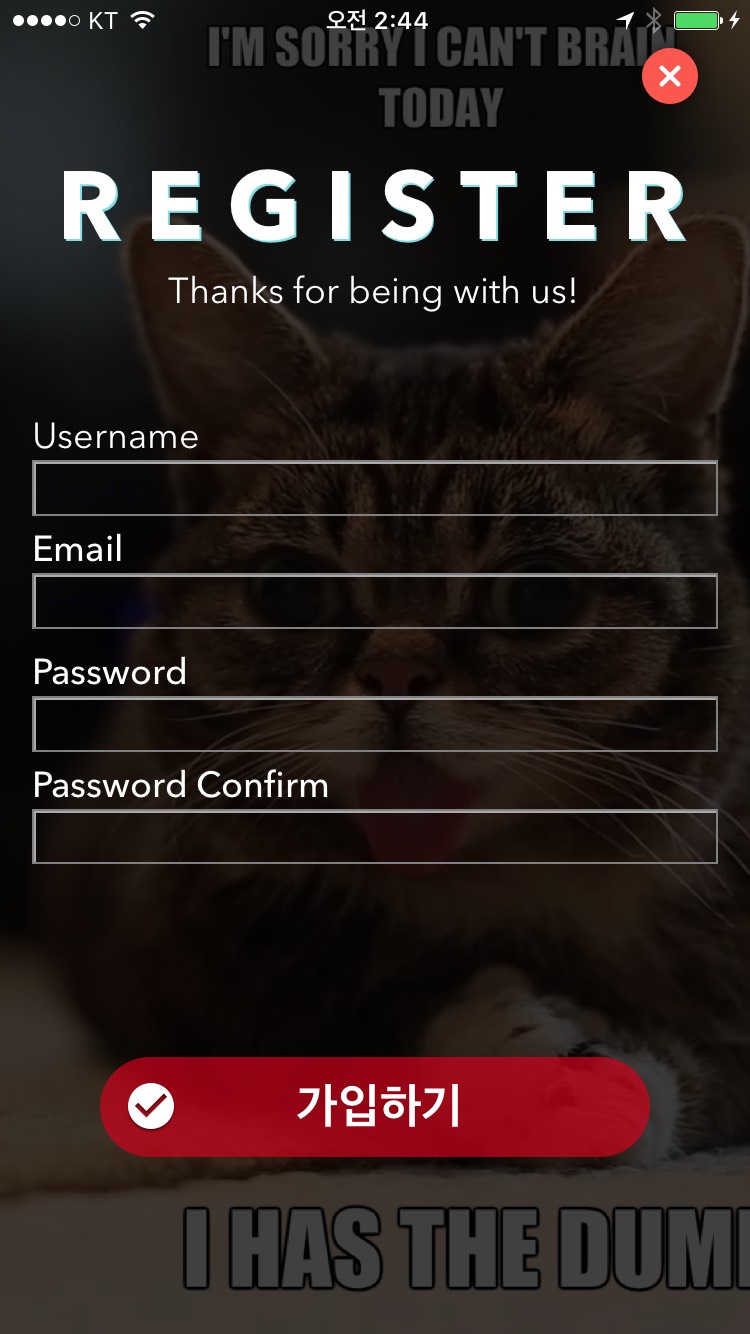 KT 오전 2:44
I'M SORRY I CAN'T BRAIN
TODAY
REGISTER
Thanks for being with us!
Username
Email
Password
Password Confirm
가입하기
I HAS THE DUM